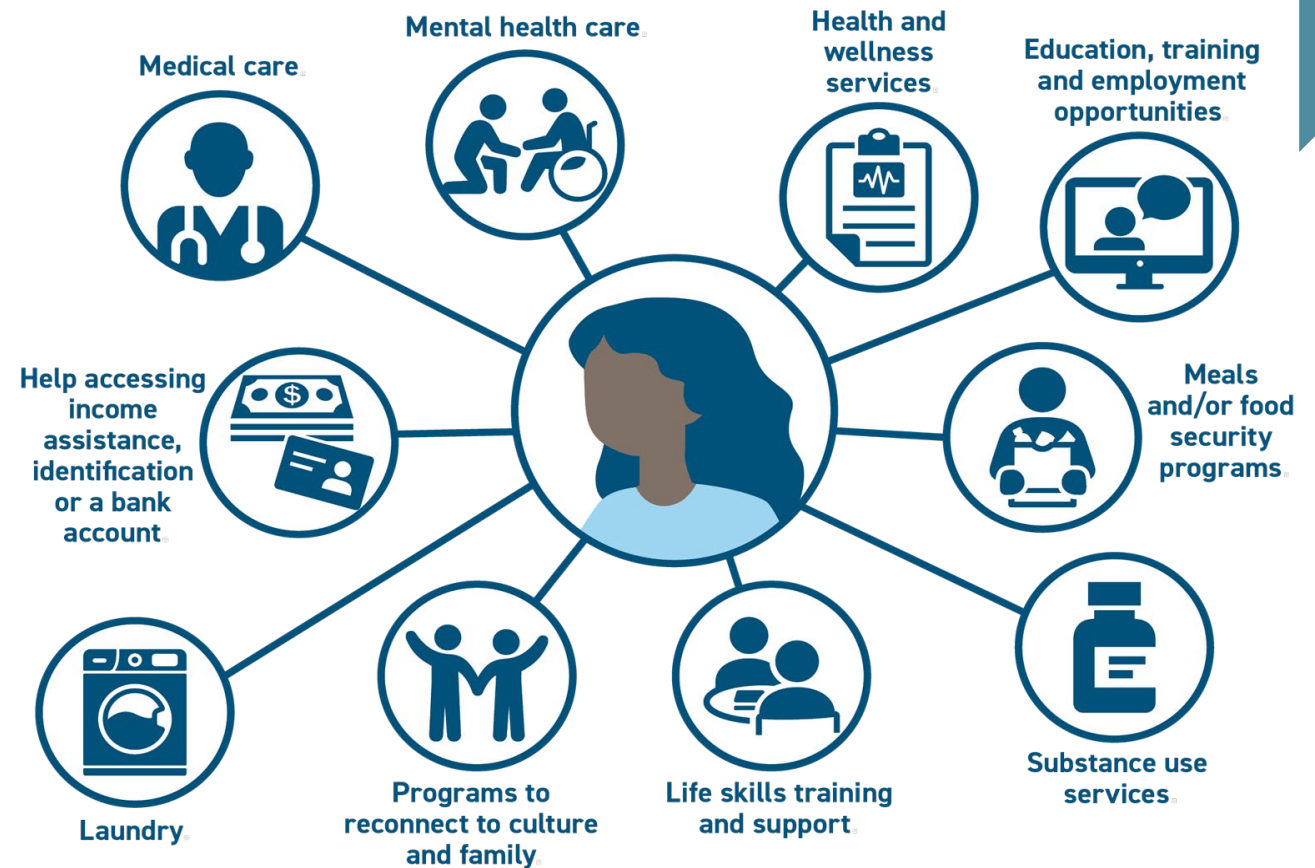 Mental health care
Health and
wellness
services
Education, training
and employment
opportunities
Medical care
Help accessing
income
assistance,
identification
or a bank
account
$
Meals
and/or food
security
programs
Laundry
Programs to
reconnect to culture
and family
Life skills training
and support
Substance use
services